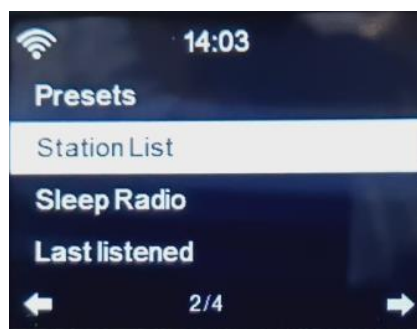 14:03
Presets
Station List
Sleep Radio
Last listened
2/4